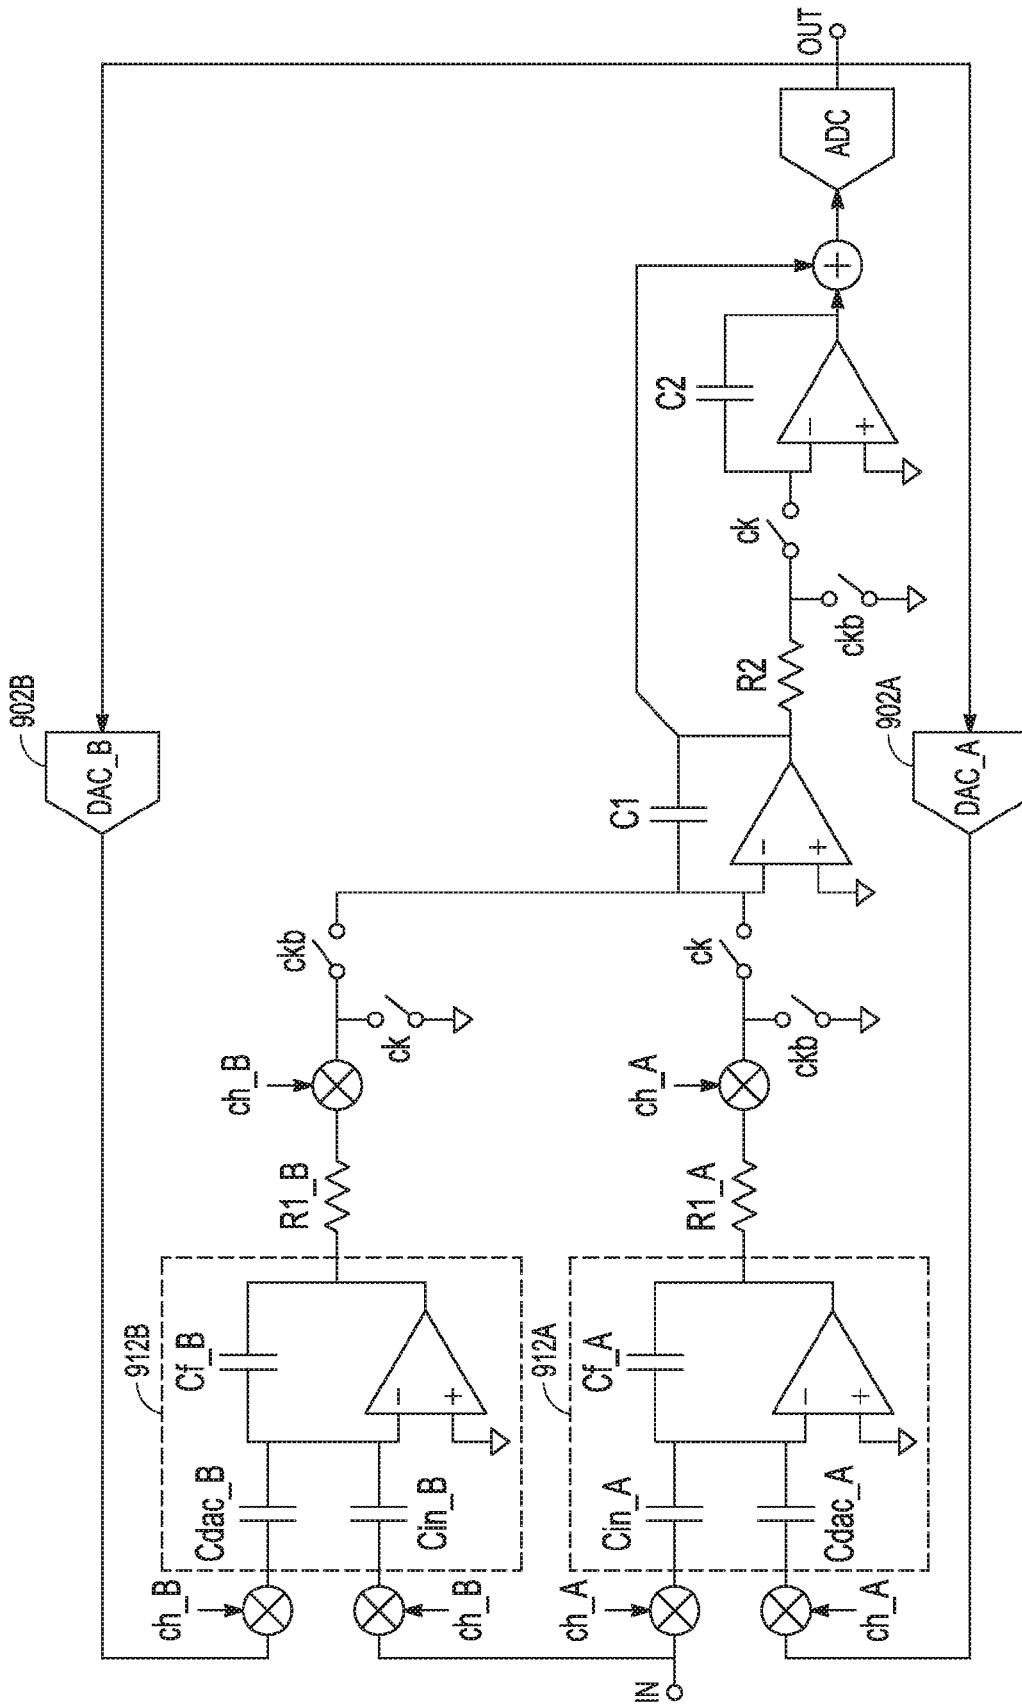 OUT
ADC
902B
DAC_B
C2
ck
ckb
R2
902A
DAC_A
C1
ckb
ck
ck
ckb
ch_B
ch_A
R1_B
R1_A
912B
Cf_B
912A
Cf_A
Cdac_B
Cin_B
Cin_A
Cdac_A
ch_B
ch_B
ch_A
ch_A
IN